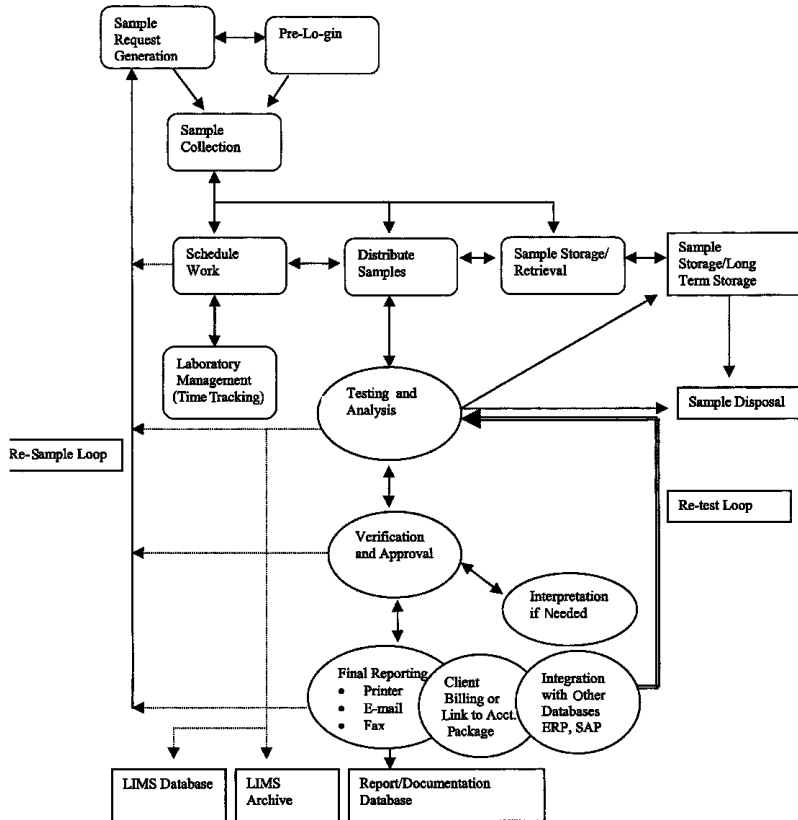 Sample
Request
Generation
Pre-Lo-gin
Sample
Collection
Schedule
Work
Distribute
Samples
Sample Storage/
Retrieval
Sample
Storage/Long
Term Storage
Laboratory
Management
(Time Tracking)
Testing and
Analysis
Sample Disposal
Re-Sample Loop
Re-test Loop
Verification
and Approval
Interpretation
if Needed
Final Reporting
• Printer
• E-mail
• Fax
Client
Billing or
Link to Acct.
Package
Integration
with Other
Databases
ERP, SAP
LIMS Database
LIMS
Archive
Report/Documentation
Database